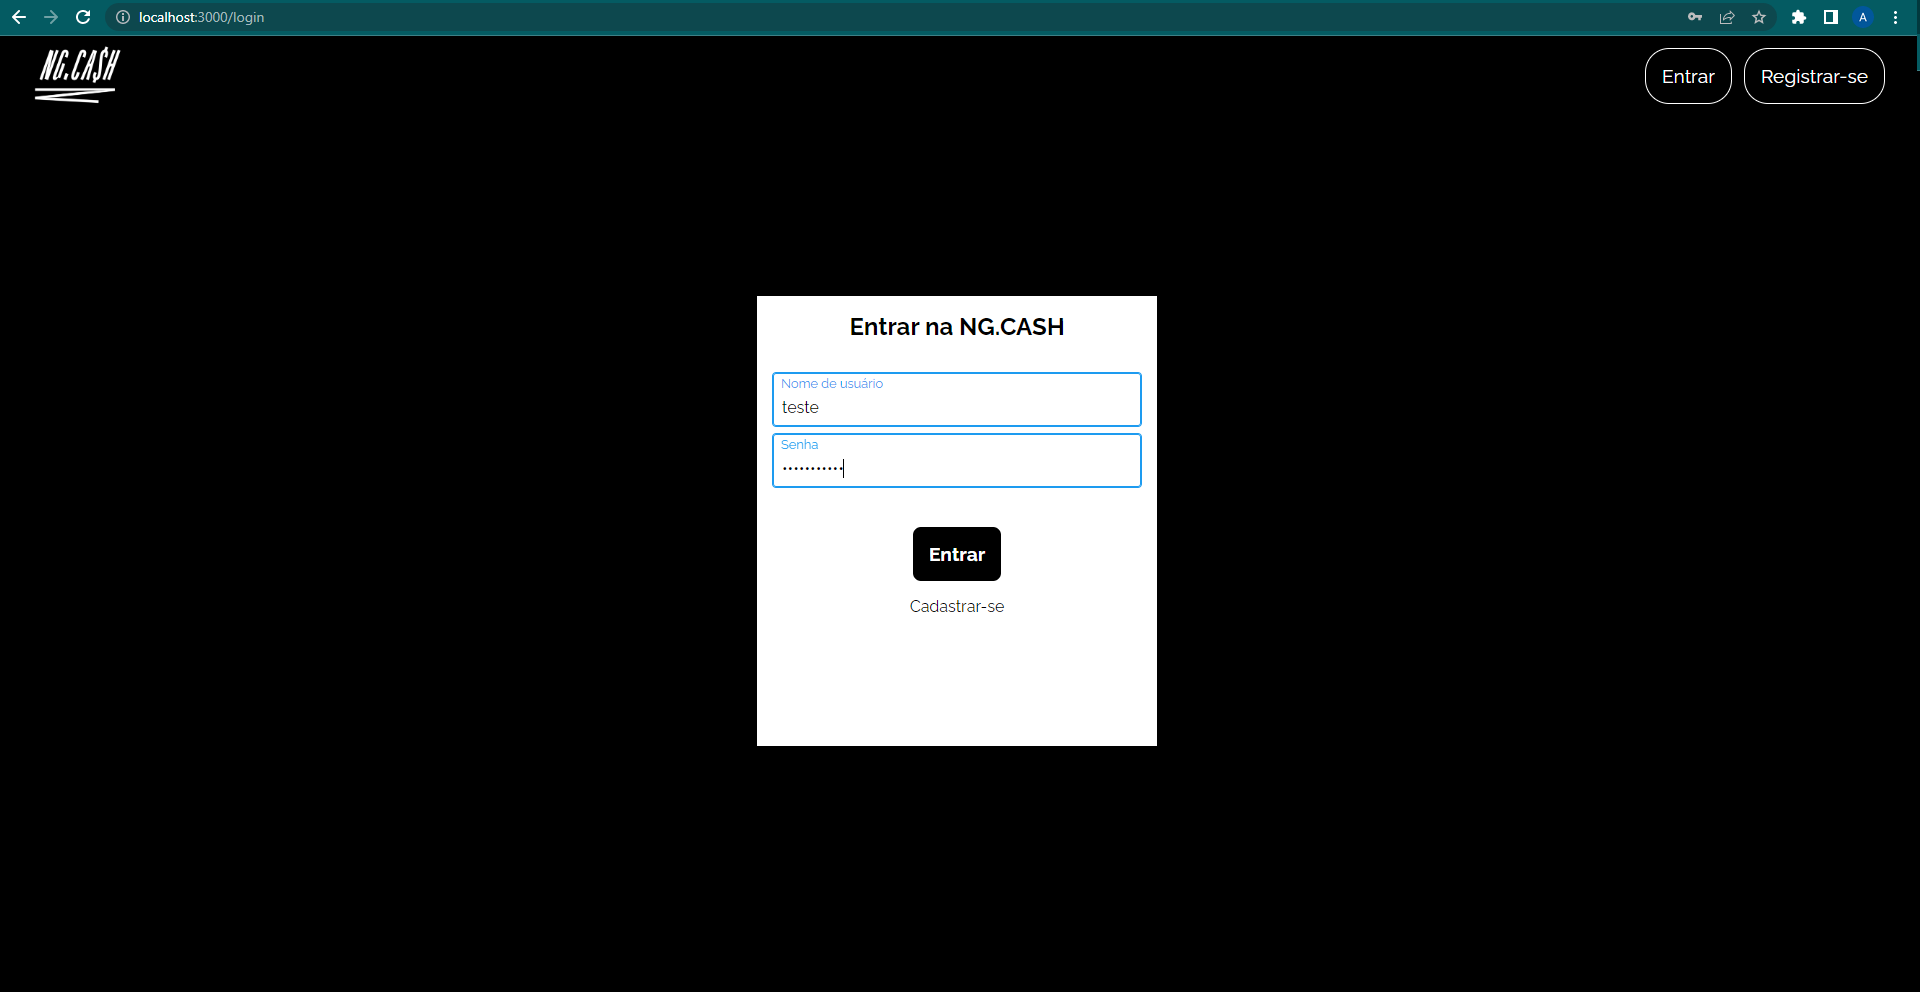 localhost:3000/login
A
NG.CA$H
Entrar
Registrar-se
Entrar na NG.CASH
Nome de usuário
teste
Senha
•••••••••••
Entrar
Cadastrar-se